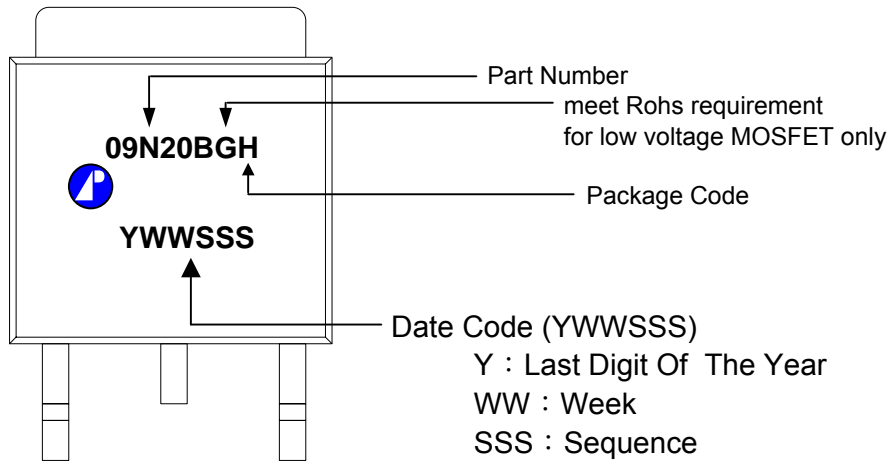 Part Number
meet Rohs requirement
for low voltage MOSFET only
09N20BGH
Package Code
YWWSSS
Date Code (YWWSSS)
Y：Last Digit Of The Year
WW：Week
SSS：Sequence